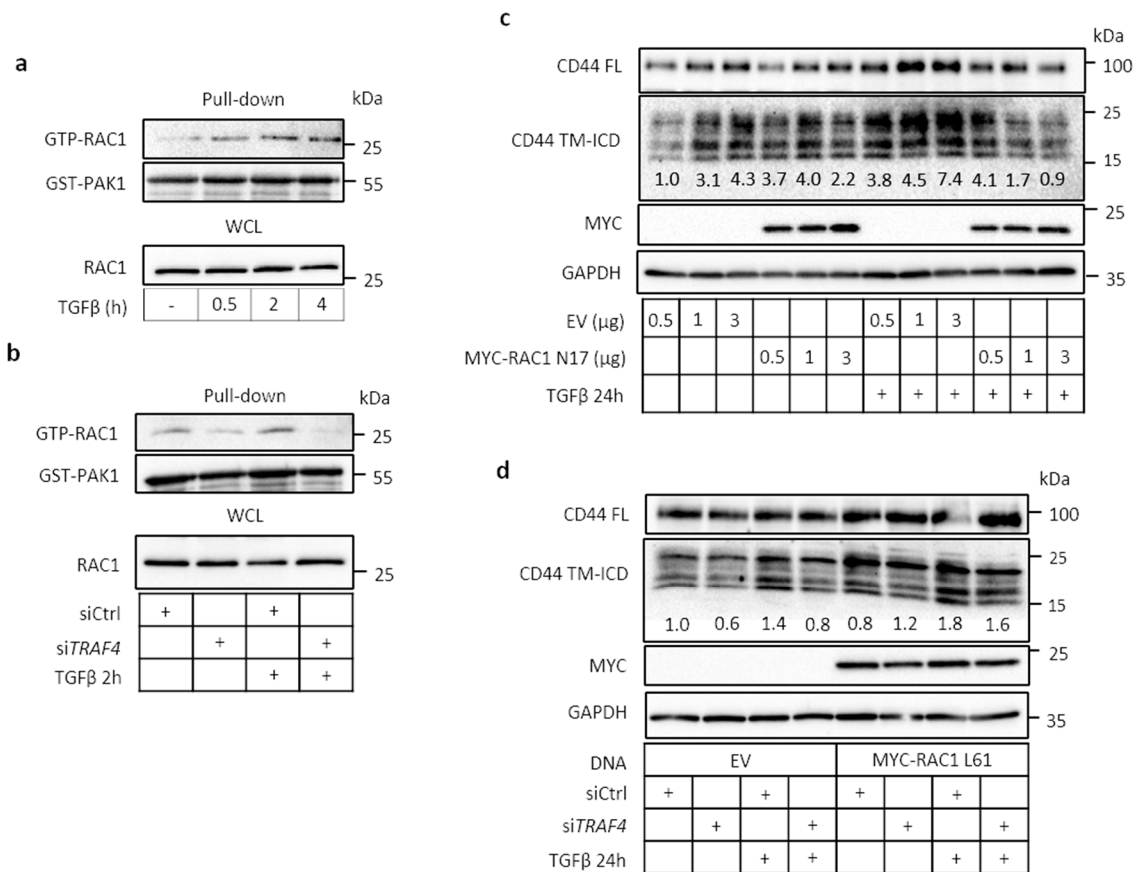 a
Pull-down kDa
GTP-RAC1 25
GST-PAK1 55
WCL
RAC1 25
TGFβ (h) - 0.5 2 4
b
Pull-down kDa
GTP-RAC1 25
GST-PAK1 55
WCL
RAC1 25
siCtrl + +
siTRAF4 + +
TGFβ 2h + +
c
kDa
CD44 FL 100
25
CD44 TM-ICD
15
1.0 3.1 4.3 3.7 4.0 2.2 3.8 4.5 7.4 4.1 1.7 0.9
MYC 25
GAPDH 35
EV (μg) 0.5 1 3 0.5 1 3
MYC-RAC1 N17 (μg) 0.5 1 3 0.5 1 3
TGFβ 24h + + + + + +
d
kDa
CD44 FL 100
25
CD44 TM-ICD
15
1.0 0.6 1.4 0.8 0.8 1.2 1.8 1.6
MYC 25
GAPDH 35
DNA EV MYC-RAC1 L61
siCtrl + + + +
siTRAF4 + + + +
TGFβ 24h + + + +